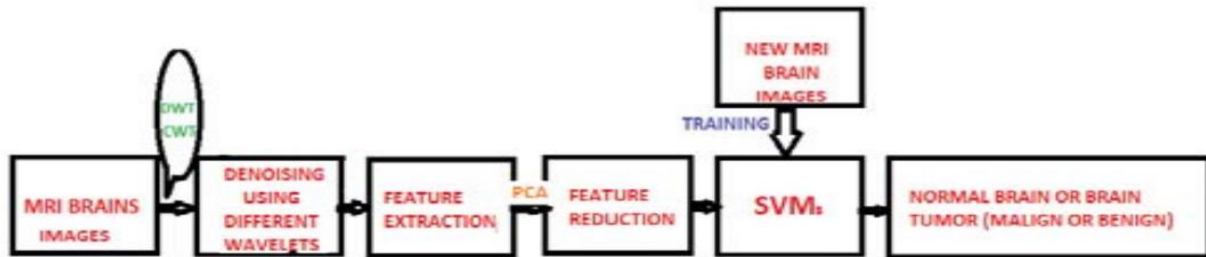 NEW MRI
BRAIN
IMAGES
TRAINING
DWT
CWT
MRI BRAINS
IMAGES
DENOISING
USING
DIFFERENT
WAVELETS
FEATURE
EXTRACTION
PCA
FEATURE
REDUCTION
SVMs
NORMAL BRAIN OR BRAIN
TUMOR (MALIGN OR BENIGN)